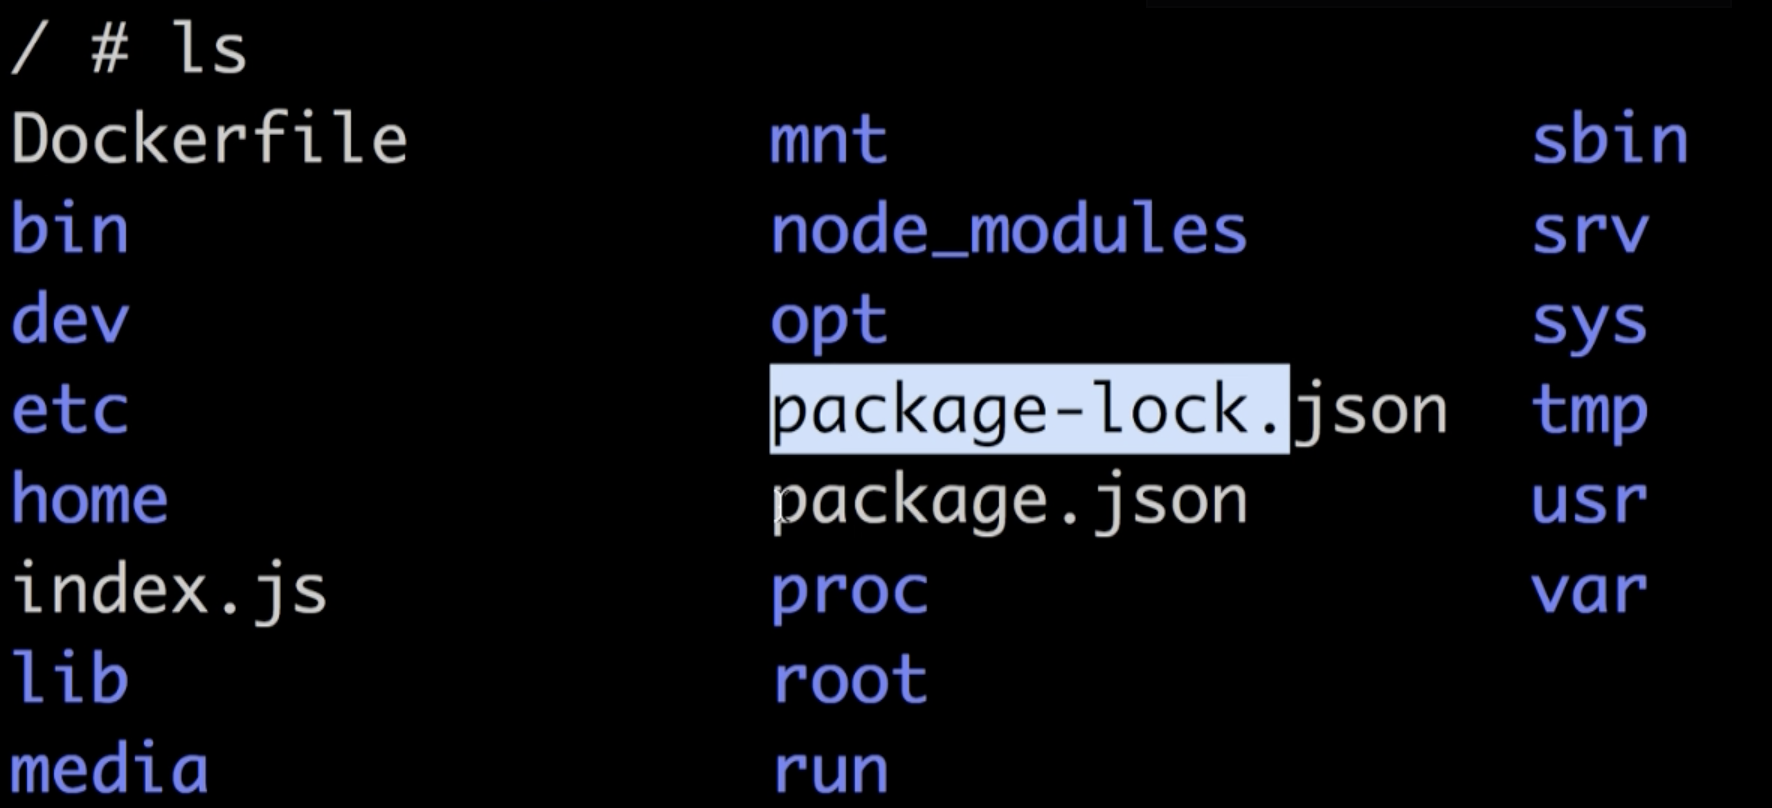 / # ls
Dockerfile mnt sbin
bin node_modules srv
dev opt sys
etc package-lock.json tmp
home package.json usr
index.js proc var
lib root
media run